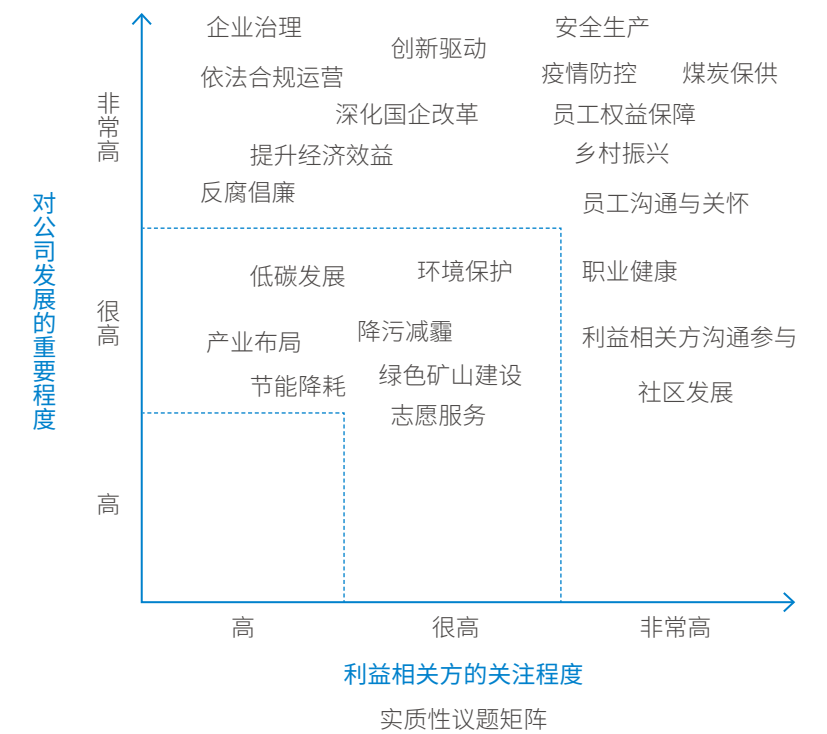 企业治理
创新驱动
安全生产
依法合规运营
疫情防控
煤炭保供
深化国企改革
员工权益保障
提升经济效益
乡村振兴
反腐倡廉
员工沟通与关怀
低碳发展
环境保护
职业健康
产业布局
降污减霾
利益相关方沟通参与
节能降耗
绿色矿山建设
社区发展
志愿服务
非常高
很高
高
对公司发展的重要程度
高
很高
非常高
利益相关方的关注程度
实质性议题矩阵